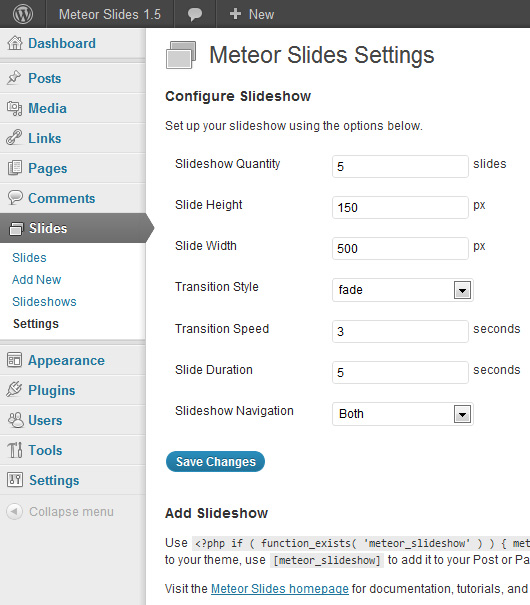 Meteor Slides 1.5
+ New
Dashboard
Posts
Media
Links
Pages
Comments
Slides
Slides
Add New
Slideshows
Settings
Appearance
Plugins
Users
Tools
Settings
Collapse menu
Meteor Slides Settings
Configure Slideshow
Set up your slideshow using the options below.
Slideshow Quantity 5 slides
Slide Height 150 px
Slide Width 500 px
Transition Style fade
Transition Speed 3 seconds
Slide Duration 5 seconds
Slideshow Navigation Both
Save Changes
Add Slideshow
Use <?php if ( function_exists( 'meteor_slideshow' ) ) { met
to your theme, use [meteor_slideshow] to add it to your Post or Pa
Visit the Meteor Slides homepage for documentation, tutorials, and